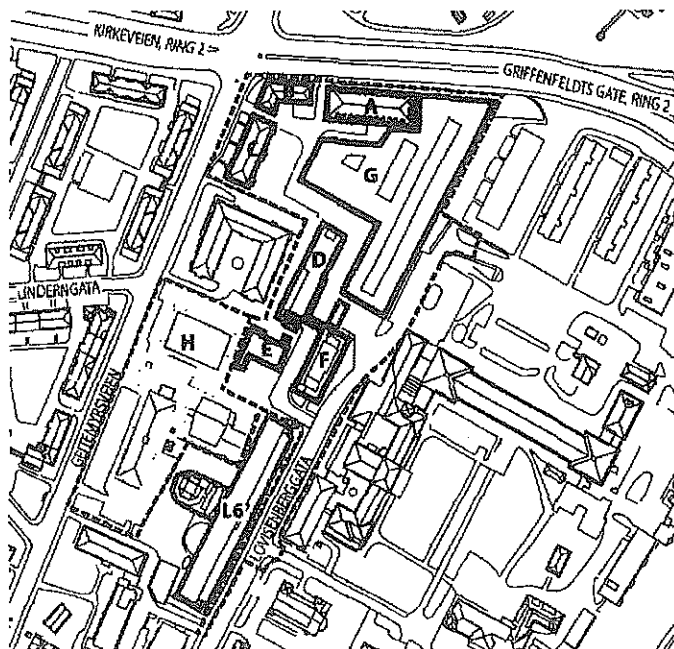 KIRKEVEIEN, RING 2
GRIFFENFELDTS GATE, RING 2
A
G
D
LINDERNGATA
H
E
F
GEITEMYRSVEIEN
L6
LOVISENBERGGATA